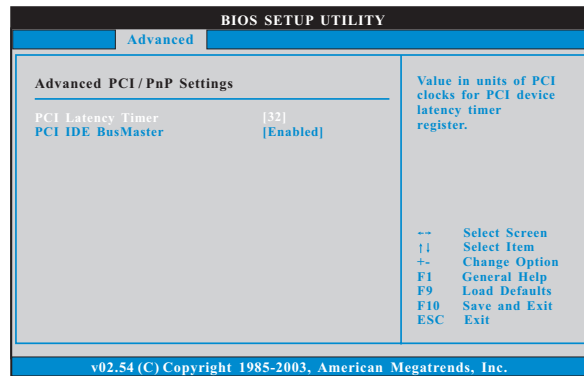 BIOS SETUP UTILITY
Advanced
Advanced PCI / PnP Settings
PCI Latency Timer [32]
PCI IDE BusMaster [Enabled]
Value in units of PCI
clocks for PCI device
latency timer
register.
←→ Select Screen
↑↓ Select Item
+- Change Option
F1 General Help
F9 Load Defaults
F10 Save and Exit
ESC Exit
v02.54 (C) Copyright 1985-2003, American Megatrends, Inc.